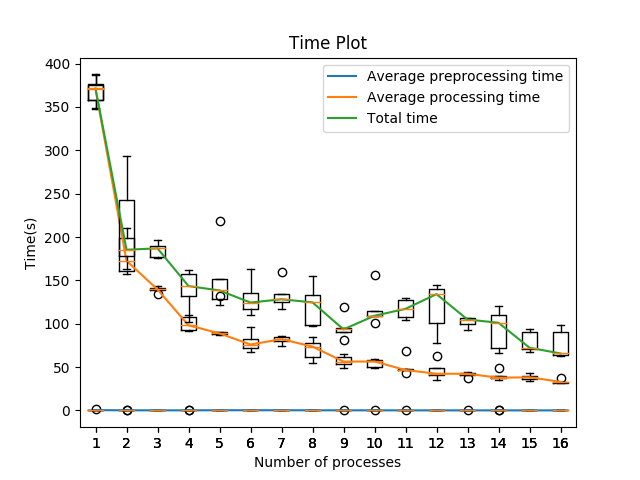 Time Plot
Average preprocessing time
Average processing time
Total time
Time(s)
400
350
300
250
200
150
100
50
0
1 2 3 4 5 6 7 8 9 10 11 12 13 14 15 16
Number of processes